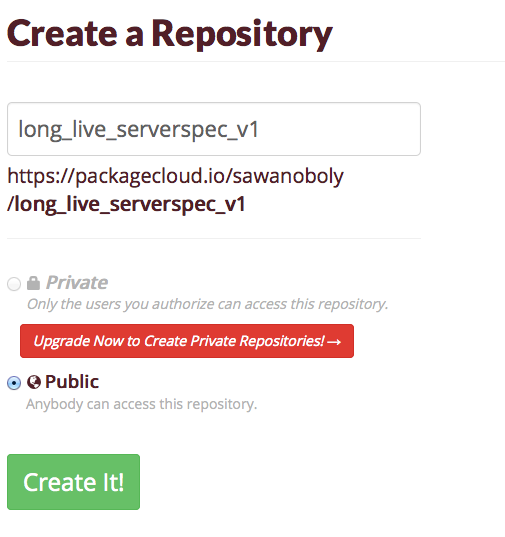 Create a Repository
long_live_serverspec_v1
https://packagecloud.io/sawanoboly
/long_live_serverspec_v1
Private
Only the users you authorize can access this repository.
Upgrade Now to Create Private Repositories! →
Public
Anybody can access this repository.
Create It!